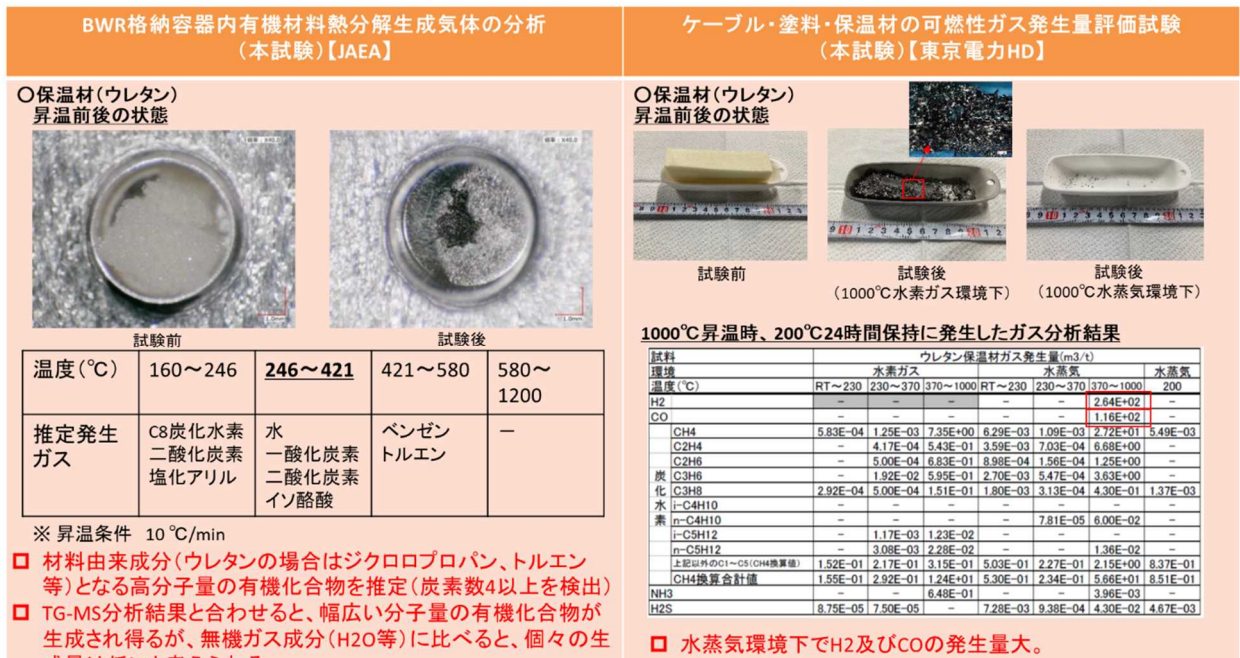 BWR格納容器内有機材料熱分解生成気体の分析
（本試験）【JAEA】
〇保温材（ウレタン）
昇温前後の状態
試験前
試験後
温度（℃） 160～246 246～421 421～580 580～
1200
推定発生
ガス
C8炭化水素
二酸化炭素
塩化アリル
水
一酸化炭素
二酸化炭素
イソ酪酸
ベンゼン
トルエン
－
※ 昇温条件 10 ℃/min
材料由来成分（ウレタンの場合はジクロロプロパン、トルエン
等）となる高分子量の有機化合物を推定（炭素数4以上を検出）
TG-MS分析結果と合わせると、幅広い分子量の有機化合物が
生成され得るが、無機ガス成分（H2O等）に比べると、個々の生
ケーブル・塗料・保温材の可燃性ガス発生量評価試験
（本試験）【東京電力HD】
〇保温材（ウレタン）
昇温前後の状態
試験前
試験後
（1000℃水素ガス環境下）
試験後
（1000℃水蒸気環境下）
1000℃昇温時、200℃24時間保持に発生したガス分析結果
試料 ウレタン保温材ガス発生量(m3/t)
環境 水素ガス 水蒸気 水蒸気
温度(℃) RT～230 230～370 370～1000 RT～230 230～370 370～1000 200
H2 － － － － － 2.64E+02 －
CO － － － － － 1.16E+02 －
炭化水素
CH4 5.83E-04 1.25E-03 7.35E+00 6.29E-03 1.09E-03 2.72E+01 5.49E-03
C2H4 － 4.17E-04 5.43E-01 3.59E-03 7.03E-04 6.68E+00 －
C2H6 － 5.00E-04 6.83E-01 8.98E-04 1.56E-04 1.25E+00 －
C3H6 － 1.92E-02 5.95E-01 2.70E-03 5.47E-04 3.63E+00 －
C3H8 2.92E-04 5.00E-04 1.51E-01 1.80E-03 3.13E-04 4.30E-01 1.37E-03
i-C4H10 － － － － － － －
n-C4H10 － － － － 7.81E-05 6.00E-02 －
i-C5H12 － 1.17E-03 1.23E-02 － － － －
n-C5H12 － 3.08E-03 2.28E-02 － － 1.36E-02 －
上記以外のC1～C5(CH4換算値) 1.52E-01 2.17E-01 3.15E-01 5.03E-01 2.27E-01 2.15E+00 8.37E-01
CH4換算合計値 1.55E-01 2.92E-01 1.24E+01 5.30E-01 2.34E-01 5.66E+01 8.51E-01
NH3 － － 6.48E-01 － － 3.96E-03 －
H2S 8.75E-05 7.50E-05 － 7.28E-03 9.38E-04 4.30E-02 4.67E-03
水蒸気環境下でH2及びCOの発生量大。